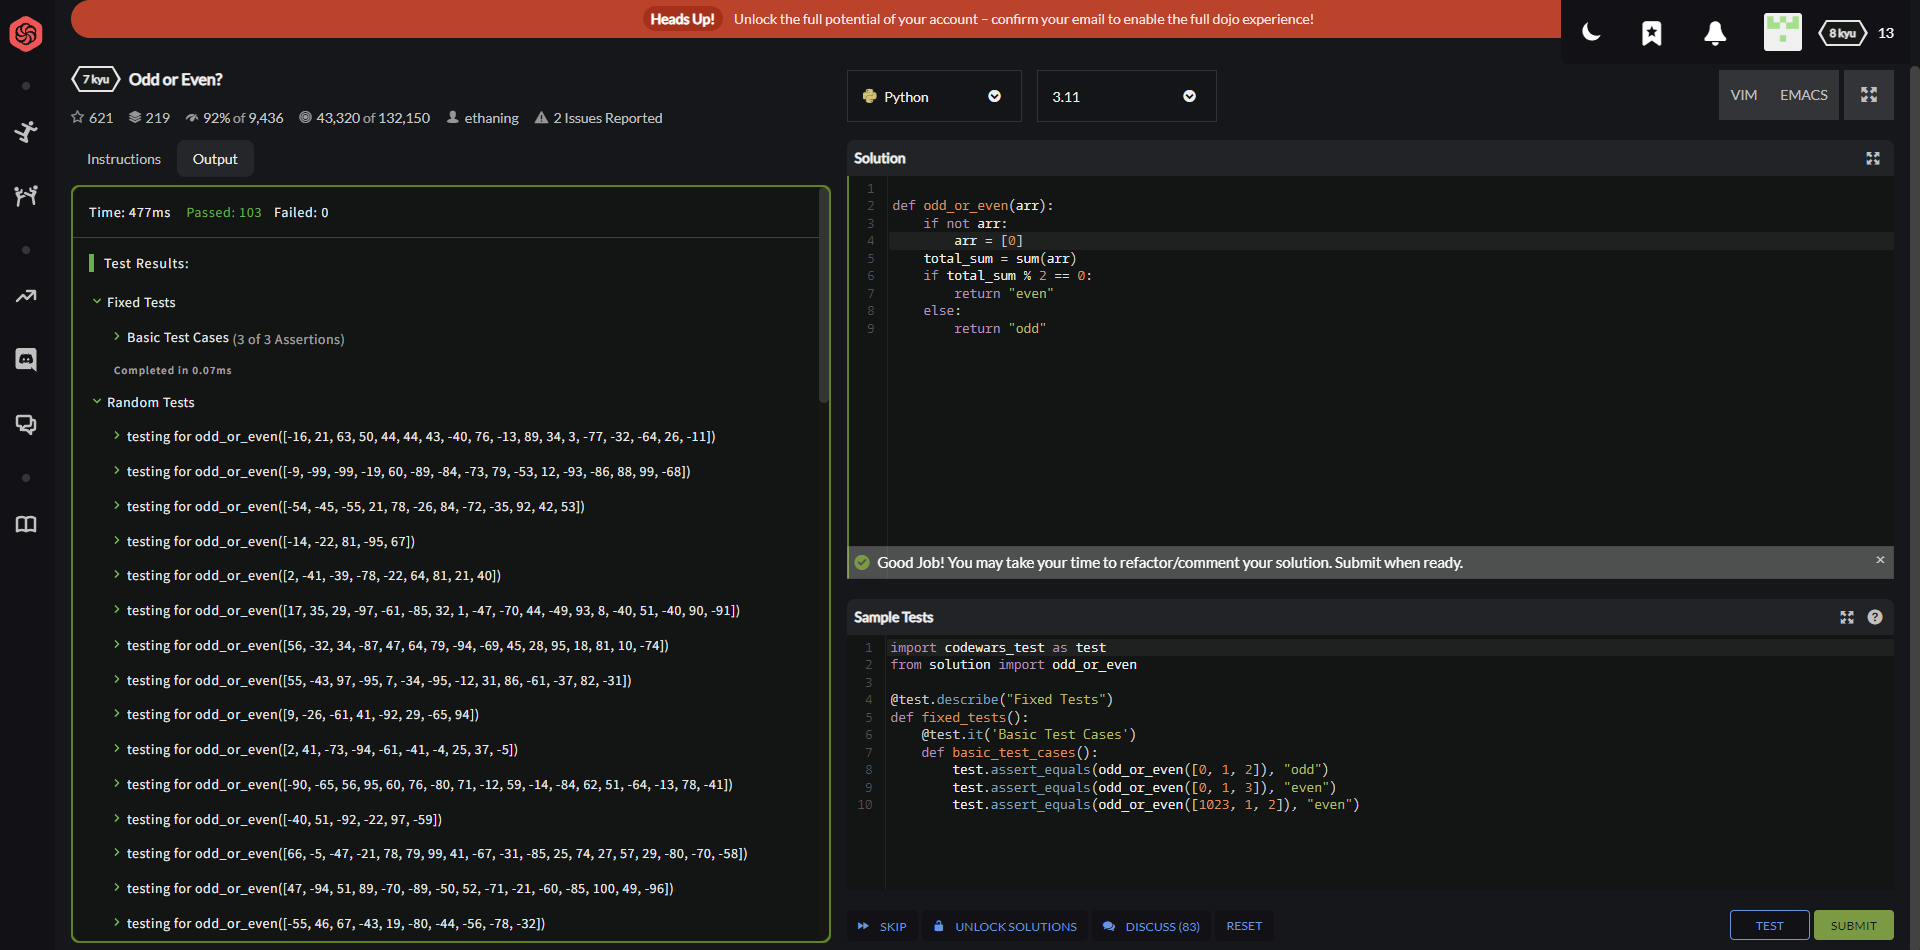 Heads Up! Unlock the full potential of your account – confirm your email to enable the full dojo experience!
8 kyu 13
7 kyu Odd or Even?
621 219 92% of 9,436 43,320 of 132,150 ethaning 2 Issues Reported
Instructions Output
Time: 477ms Passed: 103 Failed: 0
Test Results:
Fixed Tests
Basic Test Cases (3 of 3 Assertions)
Completed in 0.07ms
Random Tests
testing for odd_or_even([-16, 21, 63, 50, 44, 44, 43, -40, 76, -13, 89, 34, 3, -77, -32, -64, 26, -11])
testing for odd_or_even([-9, -99, -99, -19, 60, -89, -84, -73, 79, -53, 12, -93, -86, 88, 99, -68])
testing for odd_or_even([-54, -45, -55, 21, 78, -26, 84, -72, -35, 92, 42, 53])
testing for odd_or_even([-14, -22, 81, -95, 67])
testing for odd_or_even([2, -41, -39, -78, -22, 64, 81, 21, 40])
testing for odd_or_even([17, 35, 29, -97, -61, -85, 32, 1, -47, -70, 44, -49, 93, 8, -40, 51, -40, 90, -91])
testing for odd_or_even([56, -32, 34, -87, 47, 64, 79, -94, -69, 45, 28, 95, 18, 81, 10, -74])
testing for odd_or_even([55, -43, 97, -95, 7, -34, -95, -12, 31, 86, -61, -37, 82, -31])
testing for odd_or_even([9, -26, -61, 41, -92, 29, -65, 94])
testing for odd_or_even([2, 41, -73, -94, -61, -41, -4, 25, 37, -5])
testing for odd_or_even([-90, -65, 56, 95, 60, 76, -80, 71, -12, 59, -14, -84, 62, 51, -64, -13, 78, -41])
testing for odd_or_even([-40, 51, -92, -22, 97, -59])
testing for odd_or_even([66, -5, -47, -21, 78, 79, 99, 41, -67, -31, -85, 25, 74, 27, 57, 29, -80, -70, -58])
testing for odd_or_even([47, -94, 51, 89, -70, -89, -50, 52, -71, -21, -60, -85, 100, 49, -96])
testing for odd_or_even([-55, 46, 67, -43, 19, -80, -44, -56, -78, -32])
Python 3.11 VIM EMACS
Solution
1
2 def odd_or_even(arr):
3 if not arr:
4 arr = [0]
5 total_sum = sum(arr)
6 if total_sum % 2 == 0:
7 return "even"
8 else:
9 return "odd"
Good Job! You may take your time to refactor/comment your solution. Submit when ready. ×
Sample Tests ?
1 import codewars_test as test
2 from solution import odd_or_even
3
4 @test.describe("Fixed Tests")
5 def fixed_tests():
6 @test.it('Basic Test Cases')
7 def basic_test_cases():
8 test.assert_equals(odd_or_even([0, 1, 2]), "odd")
9 test.assert_equals(odd_or_even([0, 1, 3]), "even")
10 test.assert_equals(odd_or_even([1023, 1, 2]), "even")
SKIP UNLOCK SOLUTIONS DISCUSS (83) RESET TEST SUBMIT